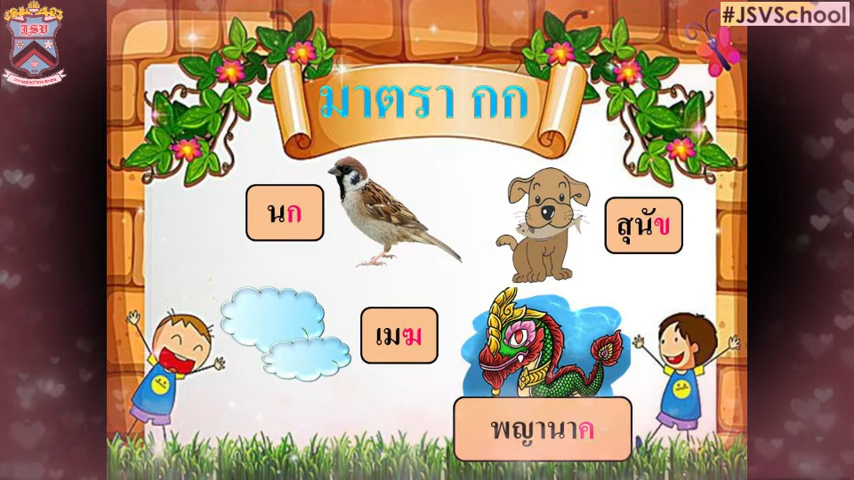 #JSVSchool
JSV
มาตรา กก
นก
สุนัข
เมฆ
พญานาค